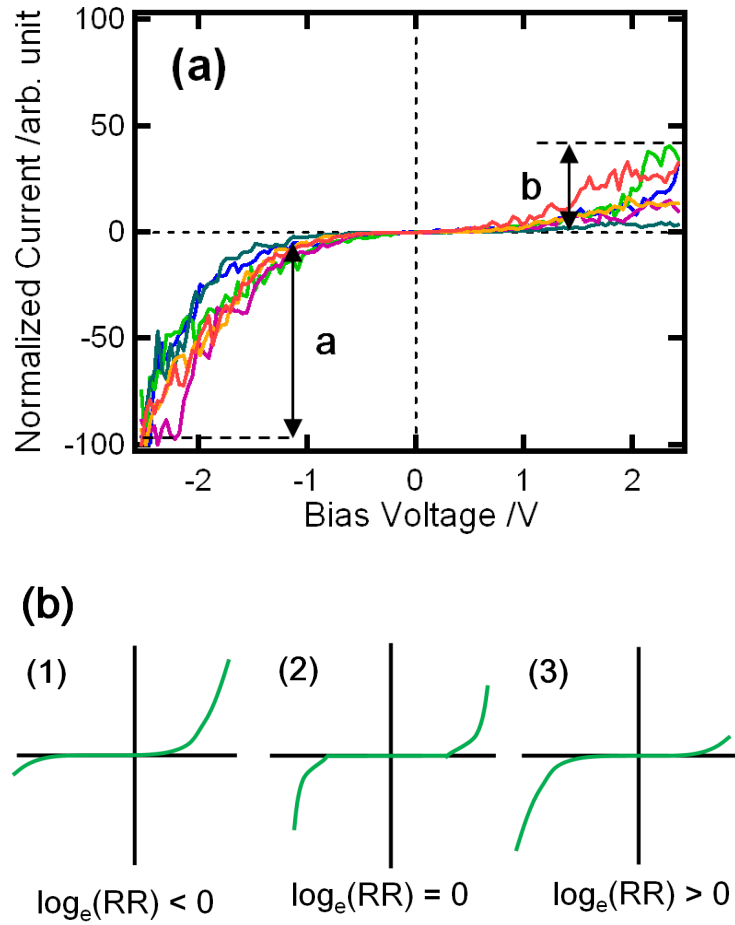 100
50
0
-50
-100
Normalized Current /arb. unit
(a)
b
a
-2
-1
0
1
2
Bias Voltage /V
(b)
(1)
(2)
(3)
logₑ(RR) < 0
logₑ(RR) = 0
logₑ(RR) > 0